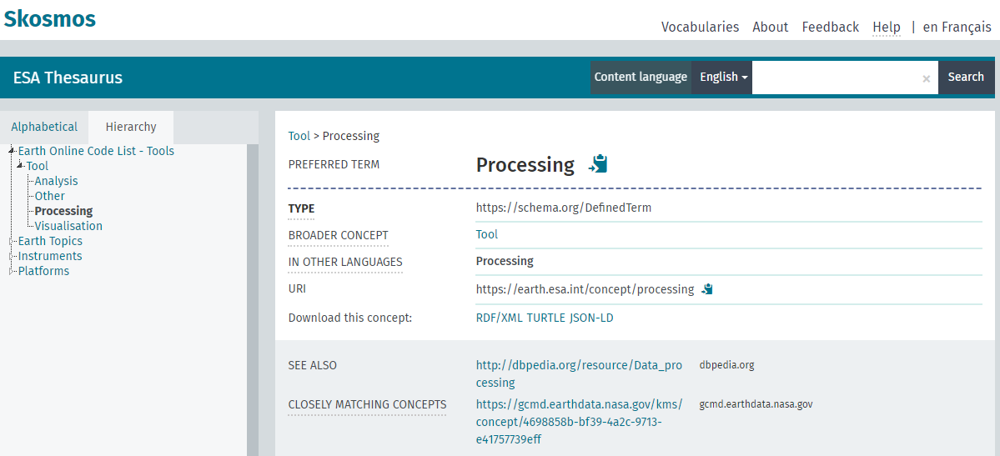 Skosmos
Vocabularies About Feedback Help | en Français
ESA Thesaurus
Content language English × Search
Alphabetical Hierarchy
Earth Online Code List - Tools
Tool
Analysis
Other
Processing
Visualisation
Earth Topics
Instruments
Platforms
Tool > Processing
PREFERRED TERM Processing
TYPE https://schema.org/DefinedTerm
BROADER CONCEPT Tool
IN OTHER LANGUAGES Processing
URI https://earth.esa.int/concept/processing
Download this concept: RDF/XML TURTLE JSON-LD
SEE ALSO http://dbpedia.org/resource/Data_pro dbpedia.org
cessing
CLOSELY MATCHING CONCEPTS https://gcmd.earthdata.nasa.gov/kms/ gcmd.earthdata.nasa.gov
concept/4698858b-bf39-4a2c-9713-
e41757739eff